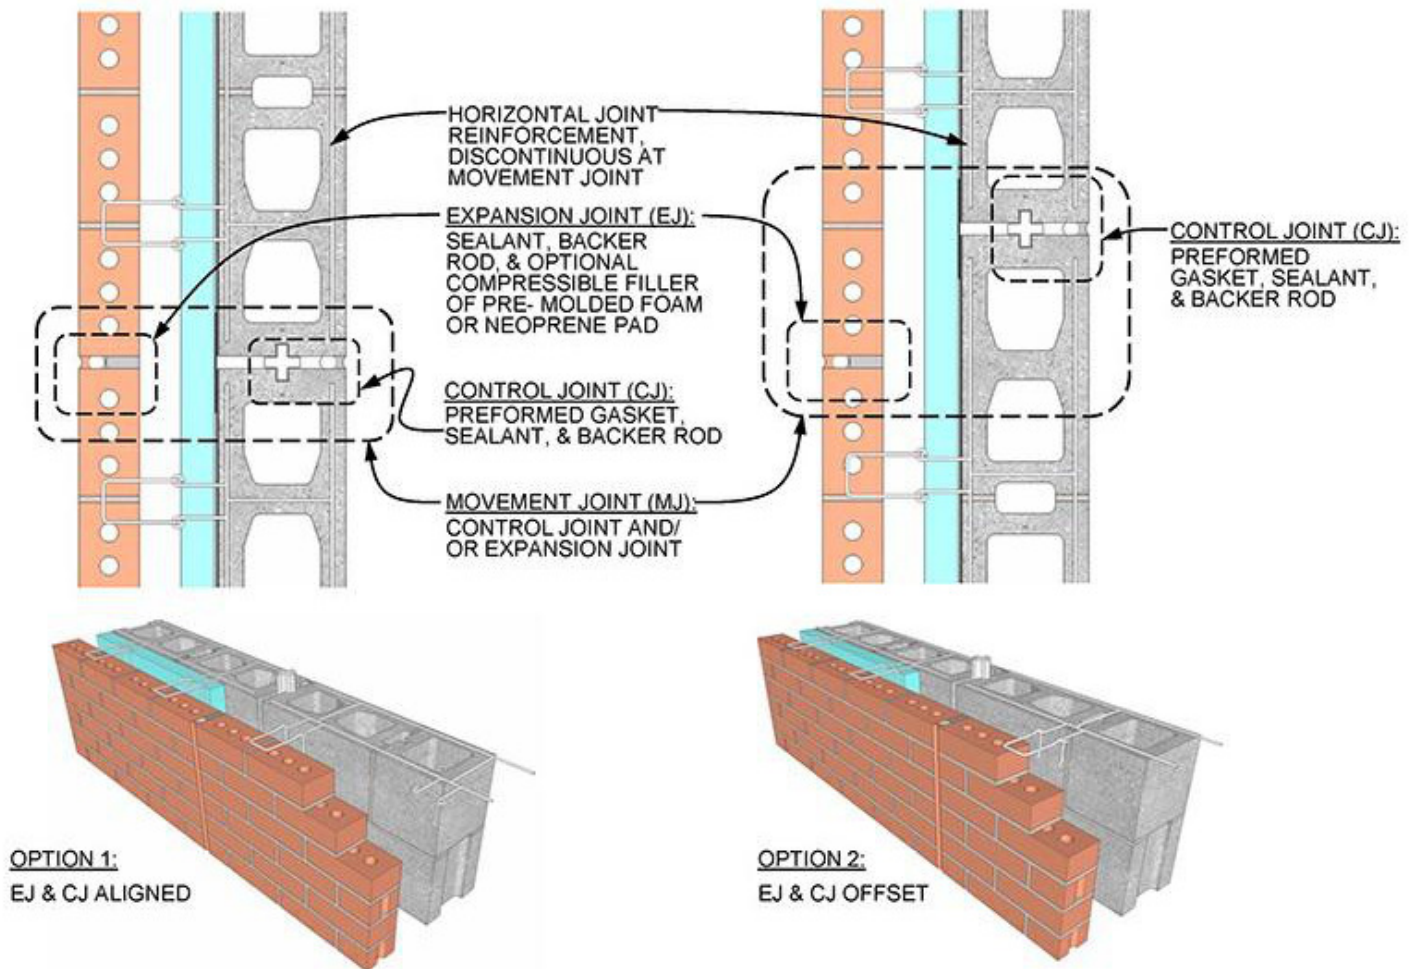 HORIZONTAL JOINT
REINFORCEMENT,
DISCONTINUOUS AT
MOVEMENT JOINT
EXPANSION JOINT (EJ):
SEALANT, BACKER
ROD, & OPTIONAL
COMPRESSIBLE FILLER
OF PRE- MOLDED FOAM
OR NEOPRENE PAD
CONTROL JOINT (CJ):
PREFORMED GASKET,
SEALANT, & BACKER ROD
MOVEMENT JOINT (MJ):
CONTROL JOINT AND/
OR EXPANSION JOINT
CONTROL JOINT (CJ):
PREFORMED
GASKET, SEALANT,
& BACKER ROD
OPTION 1:
EJ & CJ ALIGNED
OPTION 2:
EJ & CJ OFFSET